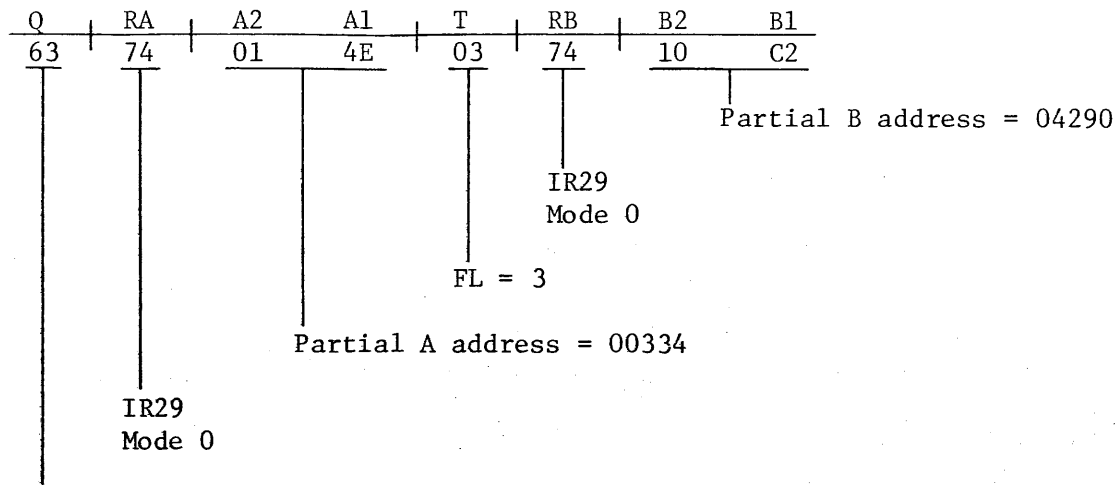 Q RA A2 A1 T RB B2 B1
63 74 01 4E 03 74 10 C2
Partial B address = 04290
IR29
Mode 0
FL = 3
Partial A address = 00334
IR29
Mode 0